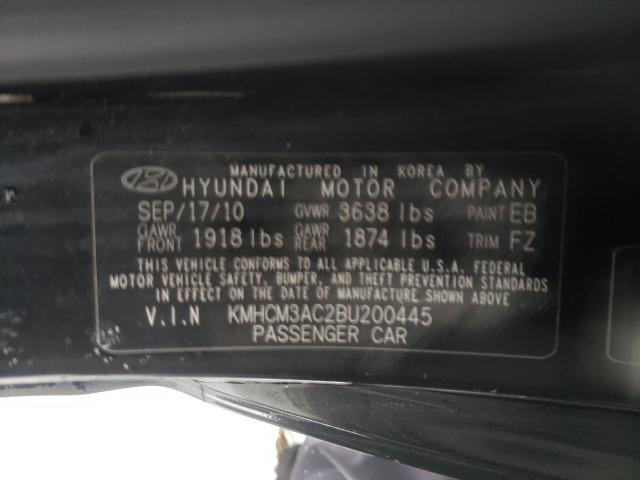 MANUFACTURED IN KOREA BY
HYUNDAI MOTOR COMPANY
SEP/17/10 GVWR 3638 lbs PAINT EB
GAWR FRONT 1918 lbs GAWR REAR 1874 lbs TRIM FZ
THIS VEHICLE CONFORMS TO ALL APPLICABLE U.S.A. FEDERAL
MOTOR VEHICLE SAFETY, BUMPER, AND THEFT PREVENTION STANDARDS
IN EFFECT ON THE DATE OF MANUFACTURE SHOWN ABOVE
V.I.N KMHCM3AC2BU200445
PASSENGER CAR